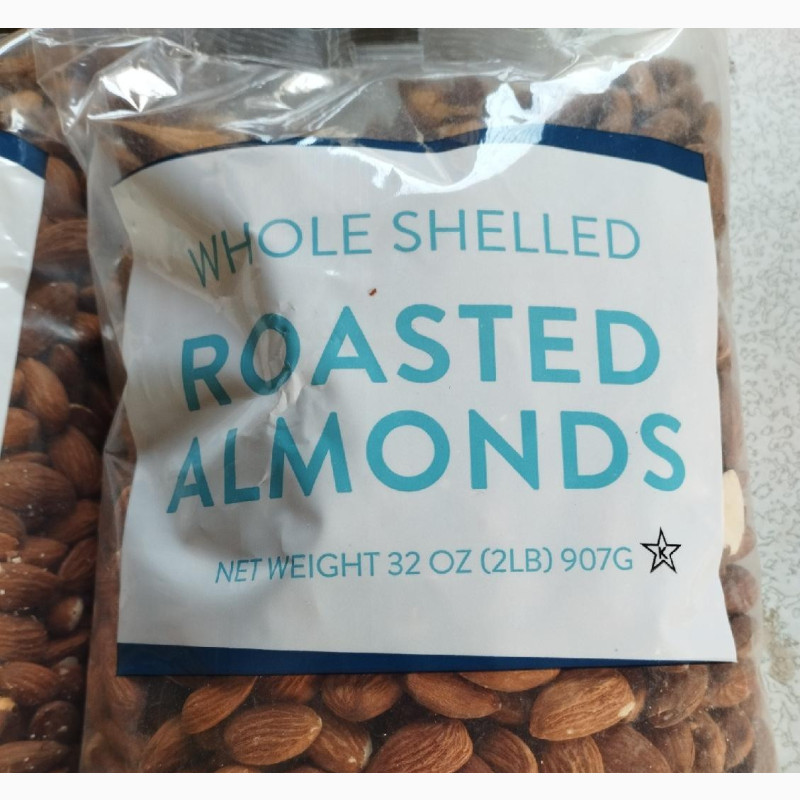 WHOLE SHELLED
ROASTED
ALMONDS
NET WEIGHT 32 OZ (2LB) 907G
K